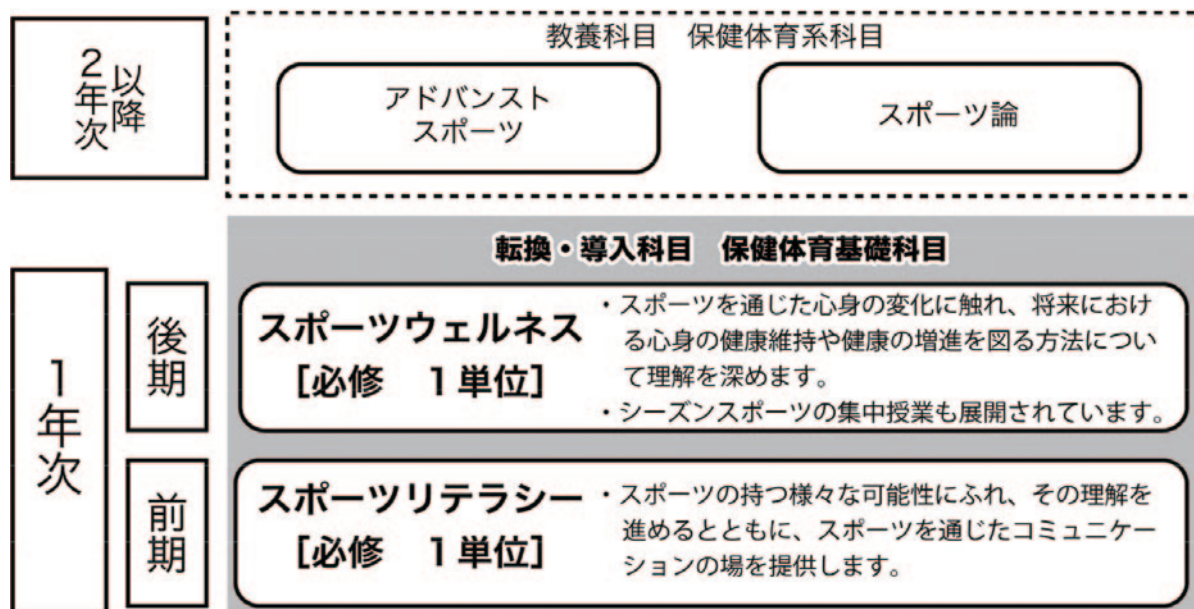 2年次
以降
教養科目　保健体育系科目
アドバンスト
スポーツ
スポーツ論
転換・導入科目　保健体育基礎科目
1年次
後期
スポーツウェルネス
［必修　1単位］
・スポーツを通じた心身の変化に触れ、将来におけ
る心身の健康維持や健康の増進を図る方法につい
て理解を深めます。
・シーズンスポーツの集中授業も展開されています。
前期
スポーツリテラシー
［必修　1単位］
・スポーツの持つ様々な可能性にふれ、その理解を
進めるとともに、スポーツを通じたコミュニケー
ションの場を提供します。